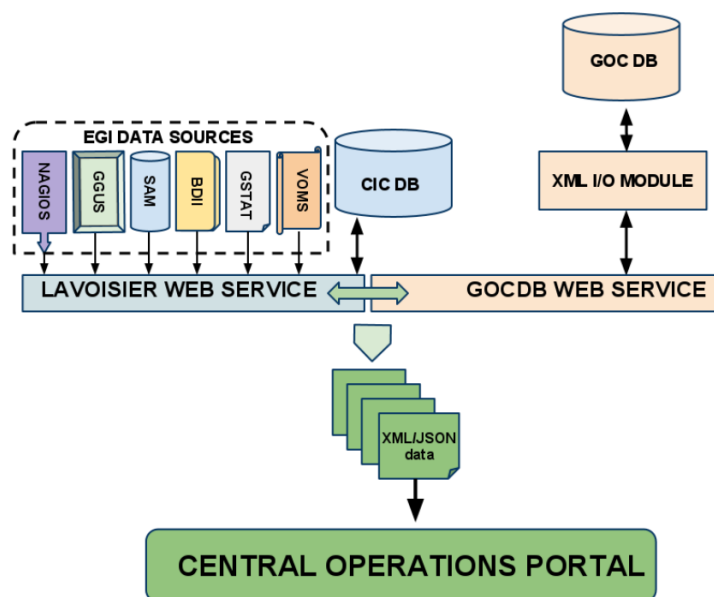 GOC DB
EGI DATA SOURCES
NAGIOS
GGUS
SAM
BDII
GSTAT
VOMS
CIC DB
XML I/O MODULE
LAVOISIER WEB SERVICE
GOCDB WEB SERVICE
XML/JSON
data
CENTRAL OPERATIONS PORTAL